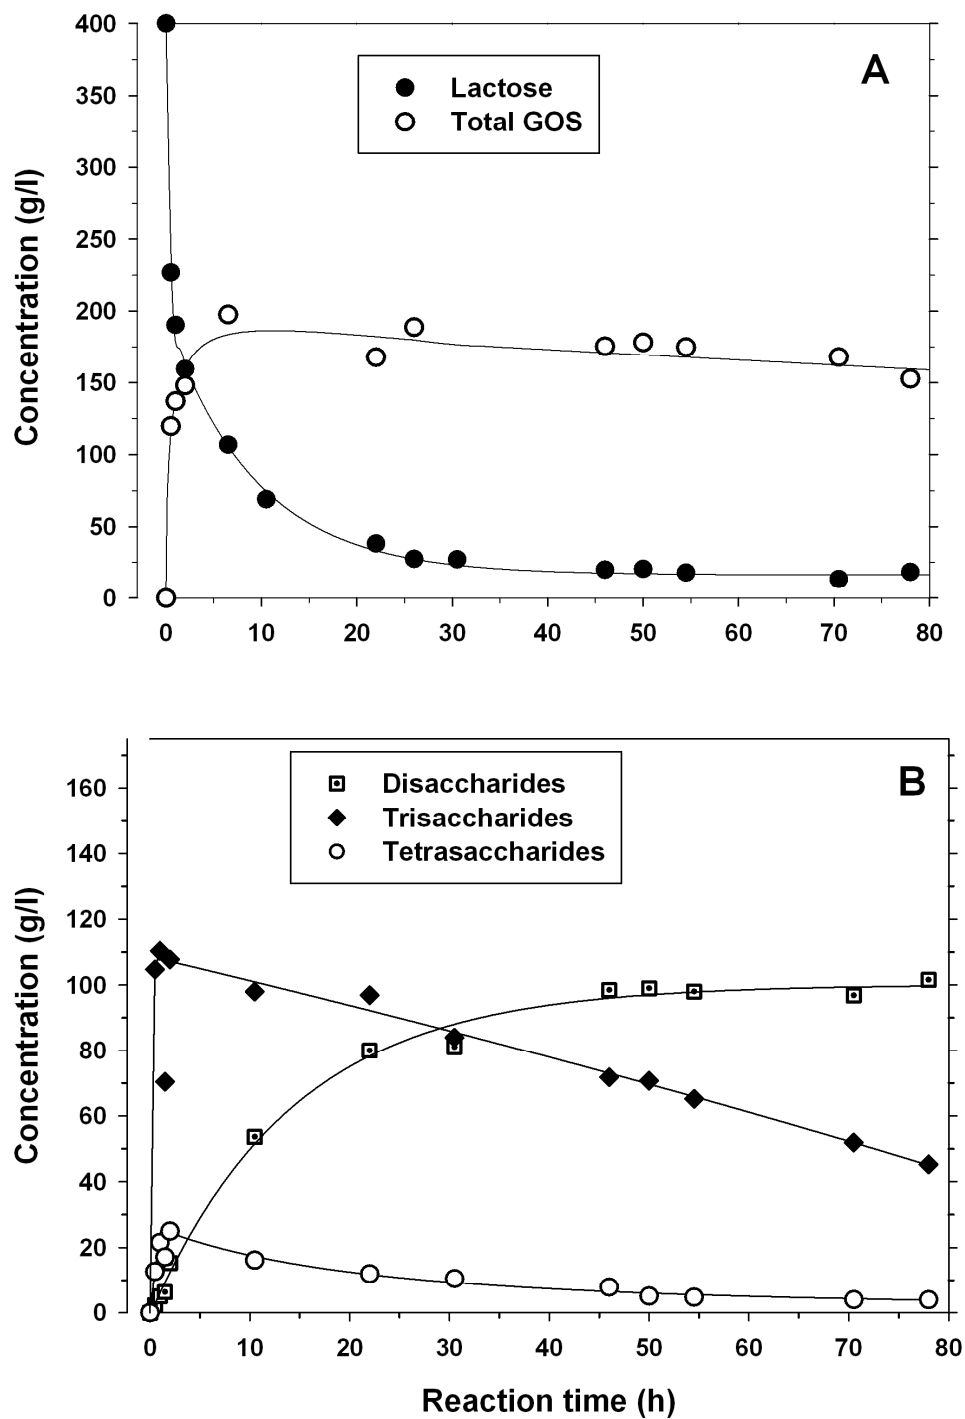 A
Lactose
Total GOS
Concentration (g/l)
400
350
300
250
200
150
100
50
0
0 10 20 30 40 50 60 70 80
B
Disaccharides
Trisaccharides
Tetrasaccharides
Concentration (g/l)
160
140
120
100
80
60
40
20
0
0 10 20 30 40 50 60 70 80
Reaction time (h)